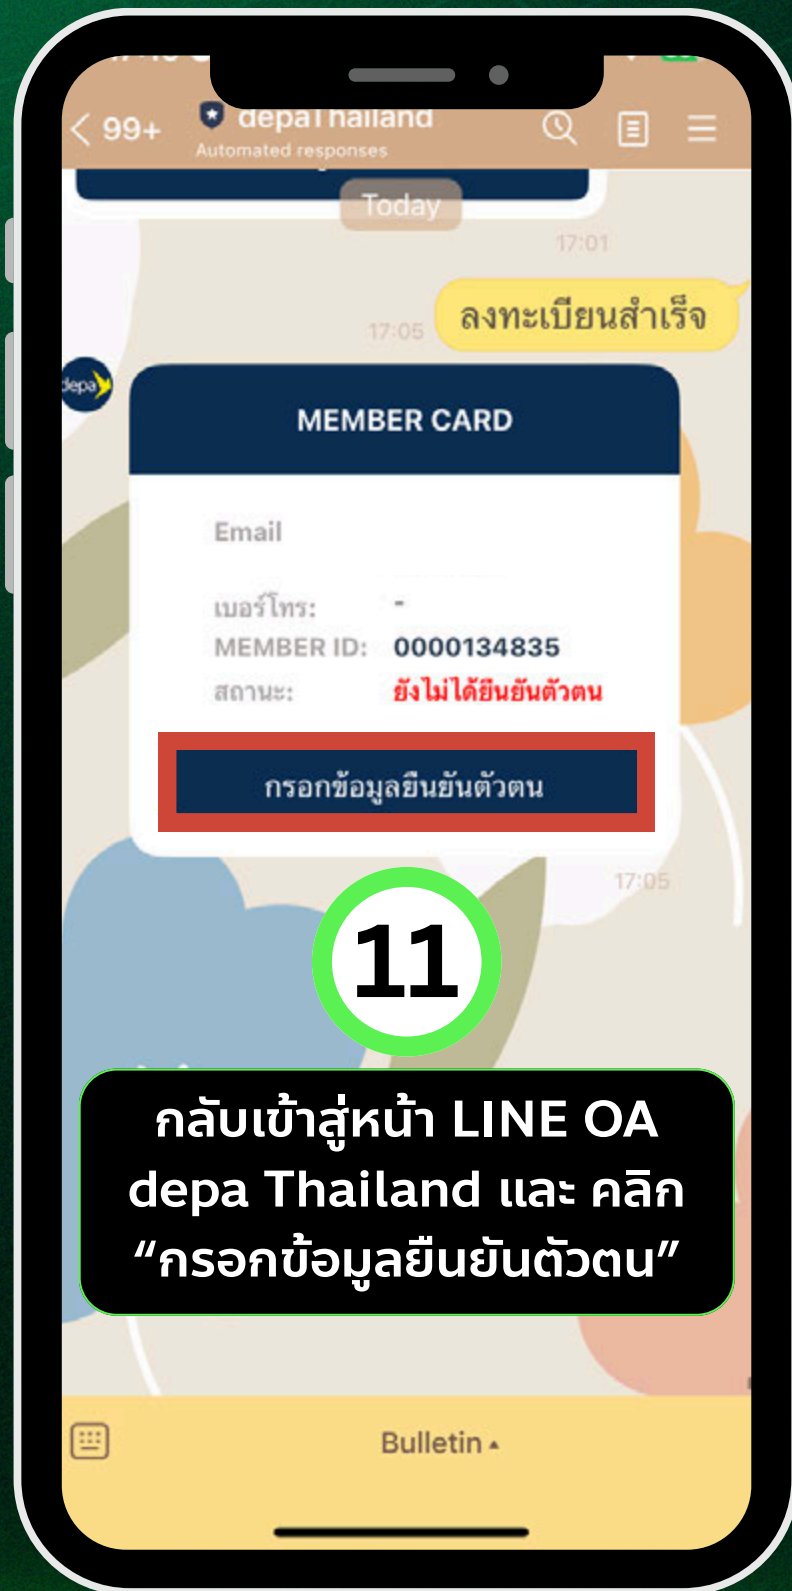 99+
depaThailand
Automated responses
Today
17:01
ลงทะเบียนสำเร็จ
17:05
depa
MEMBER CARD
Email
เบอร์โทร: -
MEMBER ID: 0000134835
สถานะ: ยังไม่ได้ยืนยันตัวตน
กรอกข้อมูลยืนยันตัวตน
17:05
11
กลับเข้าสู่หน้า LINE OA
depa Thailand และ คลิก
“กรอกข้อมูลยืนยันตัวตน”
Bulletin